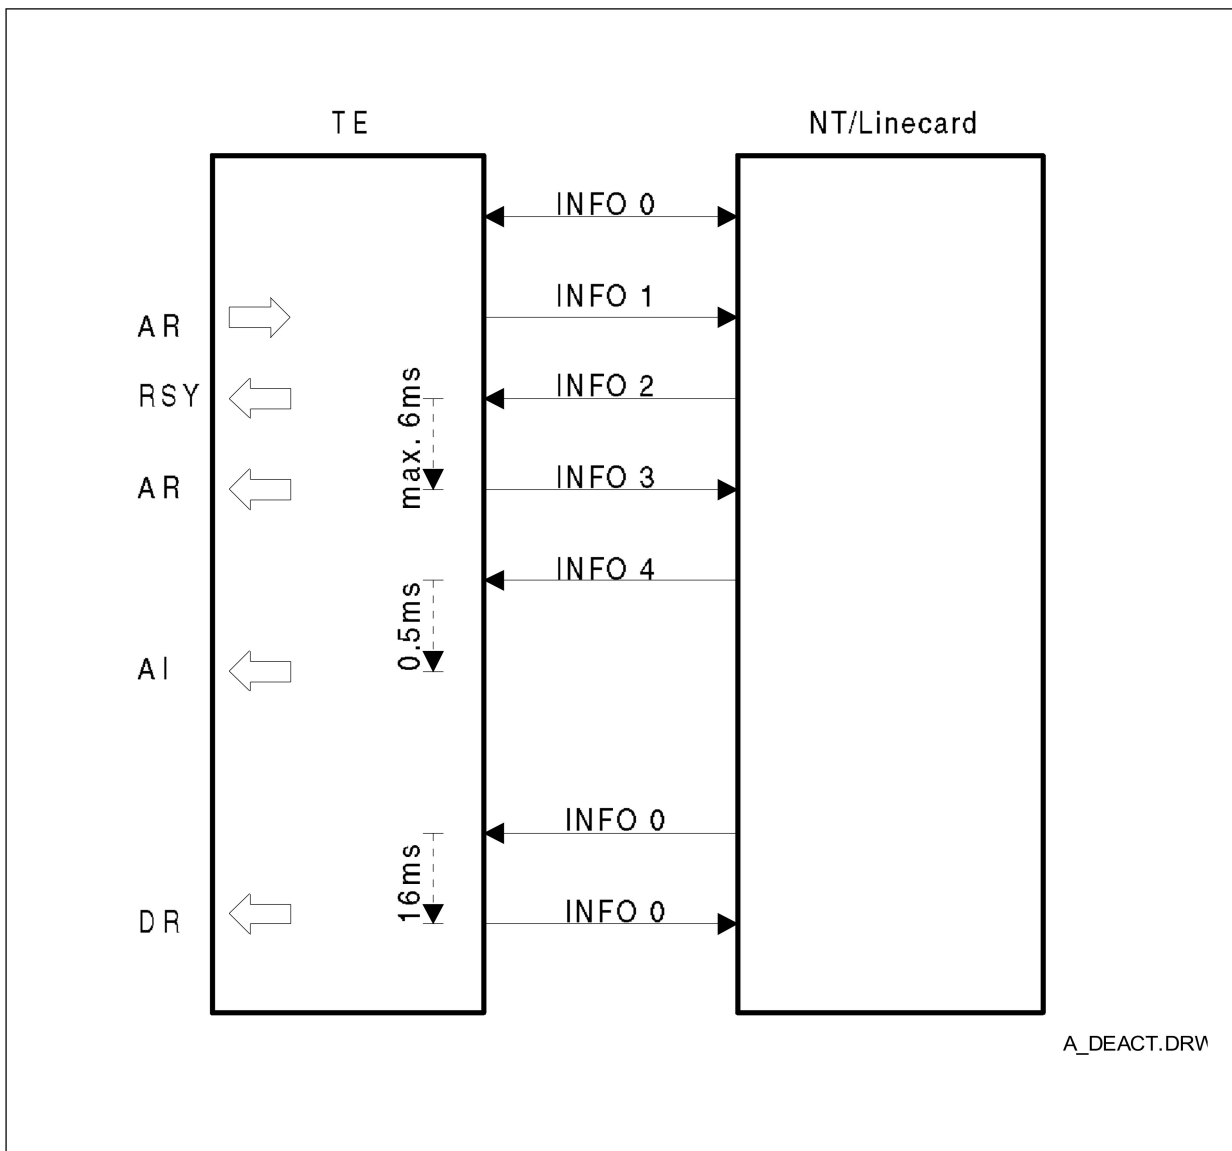 TE
NT/Linecard
INFO 0
AR
INFO 1
RSY
INFO 2
max. 6ms
AR
INFO 3
INFO 4
0.5ms
AI
INFO 0
16ms
DR
INFO 0
A_DEACT.DRW